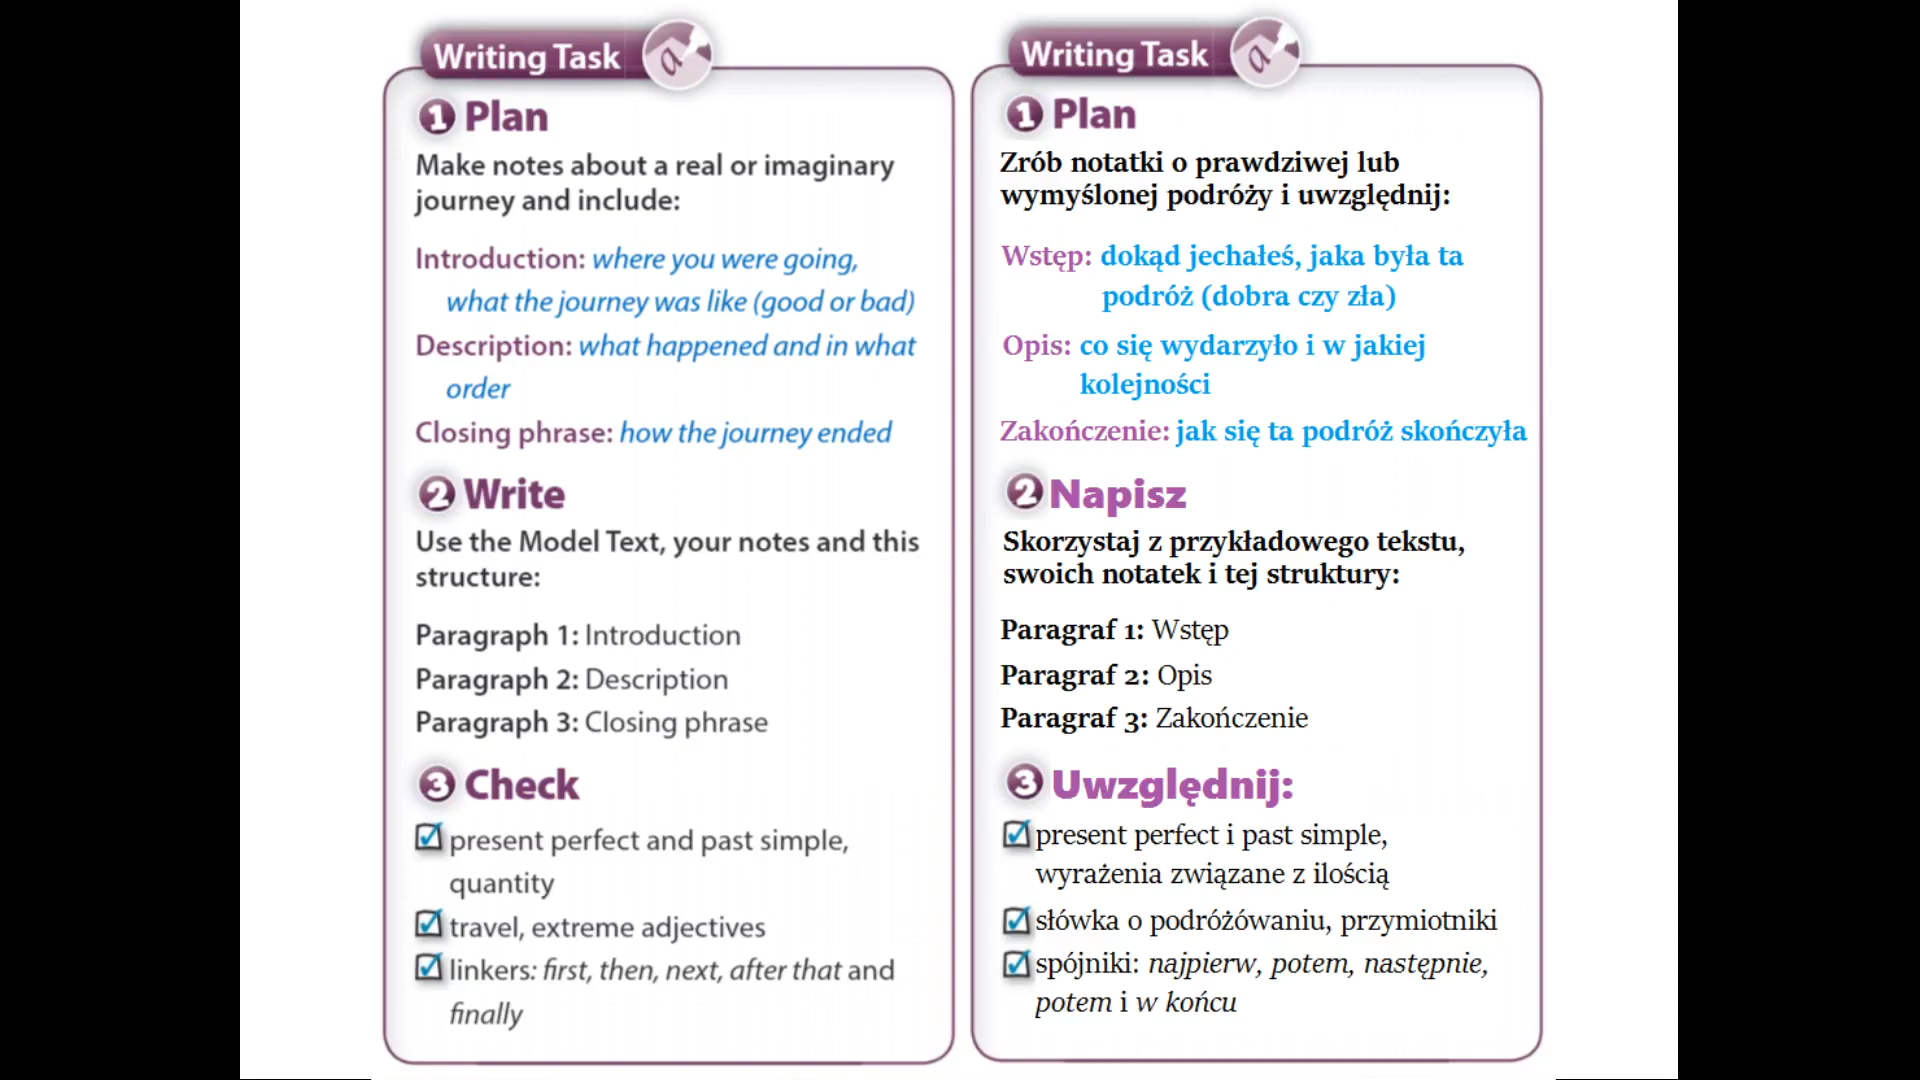 Writing Task
1 Plan
Make notes about a real or imaginary
journey and include:
Introduction: where you were going,
what the journey was like (good or bad)
Description: what happened and in what
order
Closing phrase: how the journey ended
2 Write
Use the Model Text, your notes and this
structure:
Paragraph 1: Introduction
Paragraph 2: Description
Paragraph 3: Closing phrase
3 Check
present perfect and past simple,
quantity
travel, extreme adjectives
linkers: first, then, next, after that and
finally
Writing Task
1 Plan
Zrób notatki o prawdziwej lub
wymyślonej podróży i uwzględnij:
Wstęp: dokąd jechałeś, jaka była ta
podróż (dobra czy zła)
Opis: co się wydarzyło i w jakiej
kolejności
Zakończenie: jak się ta podróż skończyła
2 Napisz
Skorzystaj z przykładowego tekstu,
swoich notatek i tej struktury:
Paragraf 1: Wstęp
Paragraf 2: Opis
Paragraf 3: Zakończenie
3 Uwzględnij:
present perfect i past simple,
wyrażenia związane z ilością
słówka o podróżówaniu, przymiotniki
spójniki: najpierw, potem, następnie,
potem i w końcu